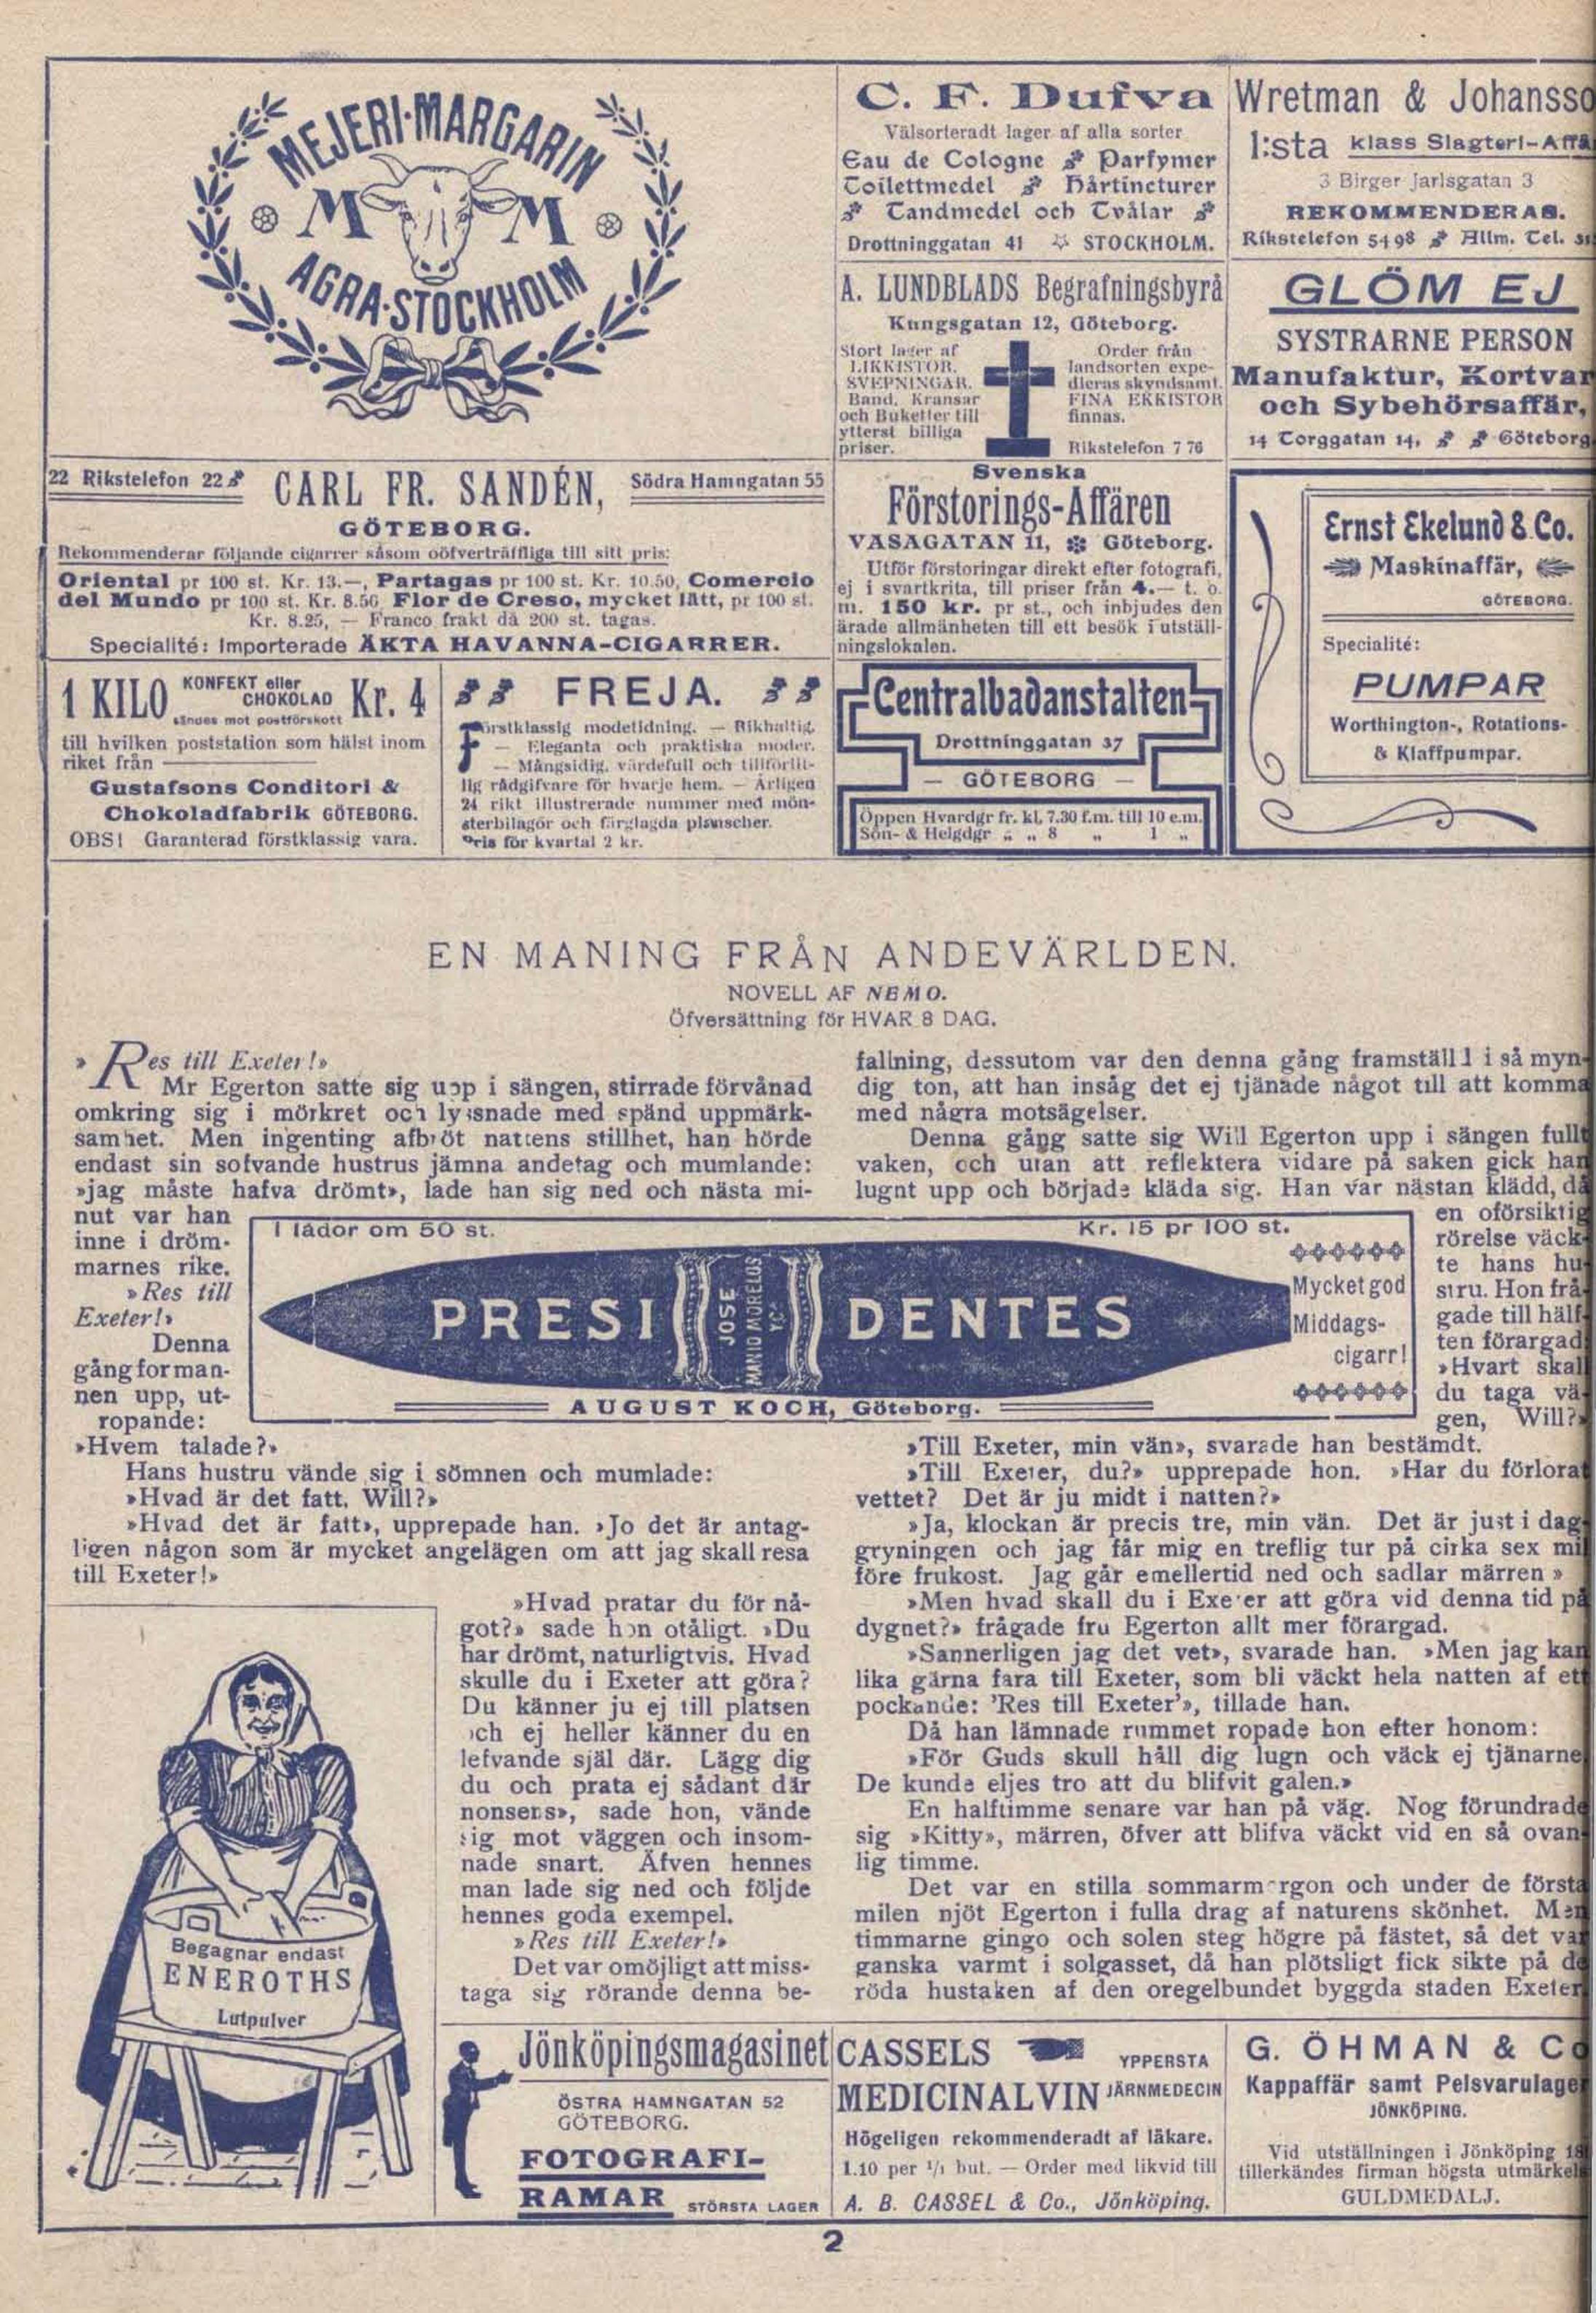 MEJERI-MARGARIN
M M
AGRA-STOCKHOLM
C. F. Dufva
Välsorteradt lager af alla sorter
Eau de Cologne Parfymer
Toilettmedel Hårtincturer
Tandmedel och Tvålar
Drottninggatan 41 STOCKHOLM.
Wretman &
1:sta klass Slagteri-
3 Birger Jarlsgatan 3
REKOMMENDERAS.
Rikstelefon 54 98 Allm. Tel.
A. LUNDBLADS Begrafningsbyrå
Kungsgatan 12, Göteborg.
Stort lager af
LIKKISTOR,
SVEPNINGAR.
Band, Kransar
och Buketter till
ytterst billiga
priser.
Order från
landsorten expe-
dieras skyndsamt.
FINA EKKISTOR
finnas.
Rikstelefon 7 76
GLÖM EJ
SYSTRARNE PERSON
Manufaktur,
och Sybehörsaffär,
14 Torggatan 14,
22 Rikstelefon 22 CARL FR. SANDÉN, Södra Hamngatan 55
GÖTEBORG.
Rekommenderar följande cigarrer såsom oöfverträffliga till sitt pris:
Oriental pr 100 st. Kr. 13.—, Partagas pr 100 st. Kr. 10.50, Comercio
del Mundo pr 100 st. Kr. 8.50, Flor de Creso, mycket lätt, pr 100 st.
Kr. 8.25, — Franco frakt då 200 st. tagas.
Specialité: Importerade ÄKTA HAVANNA-CIGARRER.
Svenska
Förstorings-Affären
VASAGATAN 11, Göteborg.
Utför förstoringar direkt efter fotografi,
ej i svartkrita, till priser från 4.— t. o.
m. 150 kr. pr st., och inbjudes den
ärade allmänheten till ett besök i utställ-
ningslokalen.
Ernst Ekelund & Co.
Maskinaffär,
GÖTEBORG.
Specialité:
PUMPAR
Worthington-, Rotations-
& Klaffpumpar.
1 KILO KONFEKT eller CHOKOLAD Kr. 4
sändes mot postförskott
till hvilken poststation som hälst inom
riket från
Gustafsons Conditori &
Chokoladfabrik GÖTEBORG.
OBS! Garanterad förstklassig vara.
FREJA.
Förstklassig modetidning. — Rikhaltig.
— Eleganta och praktiska moder.
— Mångsidig, värdefull och tillförlit-
lig rådgifvare för hvarje hem. — Årligen
24 rikt illustrerade nummer med mön-
sterbilagor och färglagda planscher.
Pris för kvartal 2 kr.
Centralbadanstalten
Drottninggatan 37
— GÖTEBORG —
Öppen Hvardgr fr. kl. 7.30 f.m. till 10 e.m.
Sön- & Helgdgr „ „ 8 „ 1 „
EN MANING FRÅN ANDEVÄRLDEN.
NOVELL AF NEMO.
Öfversättning för HVAR 8 DAG.
»Res till Exeter!»
Mr Egerton satte sig upp i sängen, stirrade förvånad
omkring sig i mörkret och lyssnade med spänd uppmärk-
samhet. Men ingenting afbröt nattens stillhet, han hörde
endast sin sofvande hustrus jämna andetag och mumlande:
»jag måste hafva drömt», lade han sig ned och nästa mi-
nut var han
inne i dröm-
marnes rike.
»Res till
Exeter!»
Denna
gång for man-
nen upp, ut-
ropande:
»Hvem talade?»
Hans hustru vände sig i sömnen och mumlade:
»Hvad är det fatt, Will?»
»Hvad det är fatt», upprepade han. »Jo det är antag-
ligen någon som är mycket angelägen om att jag skall resa
till Exeter!»
»Hvad pratar du för nå-
got?» sade hon otåligt. »Du
har drömt, naturligtvis. Hvad
skulle du i Exeter att göra?
Du känner ju ej till platsen
och ej heller känner du en
lefvande själ där. Lägg dig
du och prata ej sådant där
nonsens», sade hon, vände
sig mot väggen och insom-
nade snart. Äfven hennes
man lade sig ned och följde
hennes goda exempel.
»Res till Exeter!»
Det var omöjligt att miss-
taga sig rörande denna be-
I lådor om 50 st. Kr. 15 pr 100 st.
PRESIDENTES
JOSE
MANIO MORELOS
Y Cª
Mycket god
Middags-
cigarr!
AUGUST KOCH, Göteborg.
Begagnar endast
ENEROTHS
Lutpulver
fallning, dessutom var den denna gång framställd i så myn-
dig ton, att han insåg det ej tjänade något till att komma
med några motsägelser.
Denna gång satte sig Will Egerton upp i sängen fullt
vaken, och utan att reflektera vidare på saken gick han
lugnt upp och började kläda sig. Han var nästan klädd, då
en oförsiktig
rörelse väck-
te hans hu-
stru. Hon frå-
gade till hälf-
ten förargad:
»Hvart skall
du taga vä-
gen, Will?»
»Till Exeter, min vän», svarade han bestämdt.
»Till Exeter, du?» upprepade hon. »Har du förlorat
vettet? Det är ju midt i natten?»
»Ja, klockan är precis tre, min vän. Det är just i dag-
gryningen och jag får mig en treflig tur på cirka sex mil
före frukost. Jag går emellertid ned och sadlar märren»
»Men hvad skall du i Exeter att göra vid denna tid på
dygnet?» frågade fru Egerton allt mer förargad.
»Sannerligen jag det vet», svarade han. »Men jag kan
lika gärna fara till Exeter, som bli väckt hela natten af ett
pockande: 'Res till Exeter'», tillade han.
Då han lämnade rummet ropade hon efter honom:
»För Guds skull håll dig lugn och väck ej tjänarne
De kunde eljes tro att du blifvit galen.»
En halftimme senare var han på väg. Nog förundrade
sig »Kitty», märren, öfver att blifva väckt vid en så ovan-
lig timme.
Det var en stilla sommarmorgon och under de första
milen njöt Egerton i fulla drag af naturens skönhet. Men
timmarne gingo och solen steg högre på fästet, så det var
ganska varmt i solgasset, då han plötsligt fick sikte på de
röda hustaken af den oregelbundet byggda staden Exeter
Jönköpingsmagasinet
ÖSTRA HAMNGATAN 52
GÖTEBORG.
FOTOGRAFI-
RAMAR STÖRSTA LAGER
CASSELS YPPERSTA
MEDICINALVIN JÄRNMEDECIN
Högeligen rekommenderadt af läkare.
1.10 per 1/1 but. — Order med likvid till
A. B. CASSEL & Co., Jönköping.
G. ÖHMAN &
Kappaffär samt
JÖNKÖPING.
Vid utställningen i Jönköping
tillerkändes firman högsta
GULDMEDALJ.
2